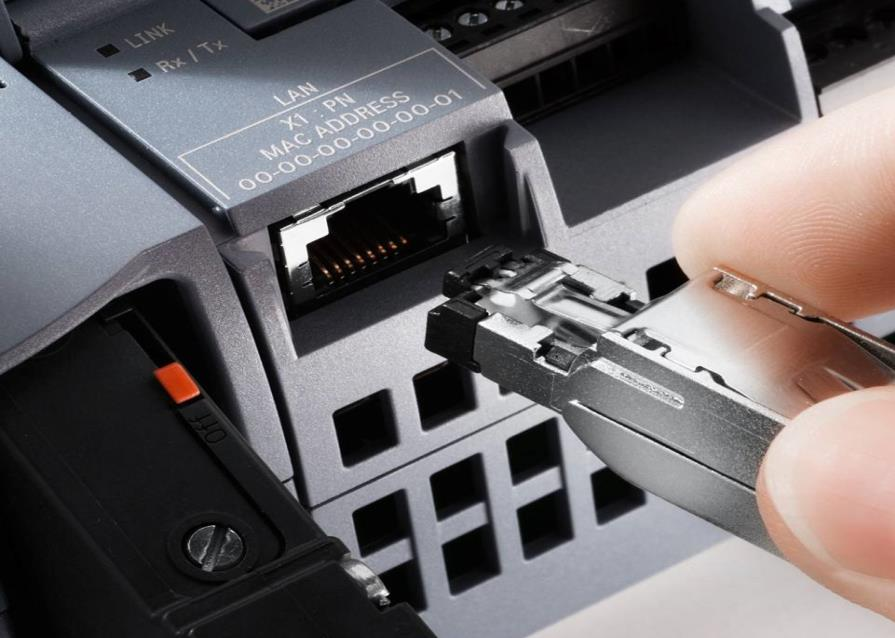 LINK
Rx / Tx
LAN
X1 : PN
MAC ADDRESS
00-00-00-00-00-01
Off